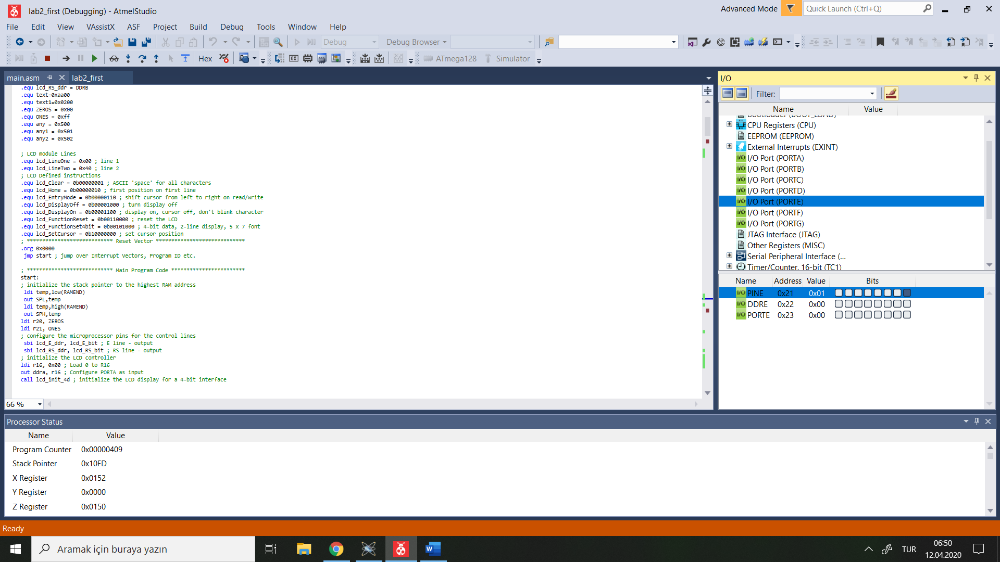 lab2_first (Debugging) - AtmelStudio
Advanced Mode
Quick Launch (Ctrl+Q)
File Edit View VAssistX ASF Project Build Debug Tools Window Help
Debug
Debug Browser
Hex
ATmega128
Simulator
main.asm
lab2_first
.equ lcd_RS_ddr = DDRB
.equ text=0xaa00
.equ text1=0x0200
.equ ZEROS = 0x00
.equ ONES = 0xff
.equ any = 0x500
.equ any1 = 0x501
.equ any2 = 0x502
; LCD module Lines
.equ lcd_LineOne = 0x00 ; line 1
.equ lcd_LineTwo = 0x40 ; line 2
; LCD Defined instructions
.equ lcd_Clear = 0b00000001 ; ASCII 'space' for all characters
.equ lcd_Home = 0b00000010 ; first position on first line
.equ lcd_EntryMode = 0b00000110 ; shift cursor from left to right on read/write
.equ lcd_DisplayOff = 0b00001000 ; turn display off
.equ lcd_DisplayOn = 0b00001100 ; display on, cursor off, don't blink character
.equ lcd_FunctionReset = 0b00110000 ; reset the LCD
.equ lcd_FunctionSet4bit = 0b00101000 ; 4-bit data, 2-line display, 5 x 7 font
.equ lcd_SetCursor = 0b10000000 ; set cursor position
; **************************** Reset Vector *****************************
.org 0x0000
jmp start ; jump over Interrupt Vectors, Program ID etc.
; **************************** Main Program Code ************************
start:
; initialize the stack pointer to the highest RAM address
ldi temp,low(RAMEND)
out SPL,temp
ldi temp,high(RAMEND)
out SPH,temp
ldi r20, ZEROS
ldi r21, ONES
; configure the microprocessor pins for the control lines
sbi lcd_E_ddr, lcd_E_bit ; E line - output
sbi lcd_RS_ddr, lcd_RS_bit ; RS line - output
; initialize the LCD controller
ldi r16, 0x00 ; Load 0 to R16
out ddra, r16 ; Configure PORTA as input
call lcd_init_4d ; initialize the LCD display for a 4-bit interface
66 %
I/O
Filter:
Name Value
Bootloader (BOOT_LOAD)
CPU Registers (CPU)
EEPROM (EEPROM)
External Interrupts (EXINT)
I/O Port (PORTA)
I/O Port (PORTB)
I/O Port (PORTC)
I/O Port (PORTD)
I/O Port (PORTE)
I/O Port (PORTF)
I/O Port (PORTG)
JTAG Interface (JTAG)
Other Registers (MISC)
Serial Peripheral Interface (...
Timer/Counter, 16-bit (TC1)
Name Address Value Bits
PINE 0x21 0x01
DDRE 0x22 0x00
PORTE 0x23 0x00
Processor Status
Name Value
Program Counter 0x00000409
Stack Pointer 0x10FD
X Register 0x0152
Y Register 0x0000
Z Register 0x0150
Ready
Aramak için buraya yazın
TUR
06:50
12.04.2020